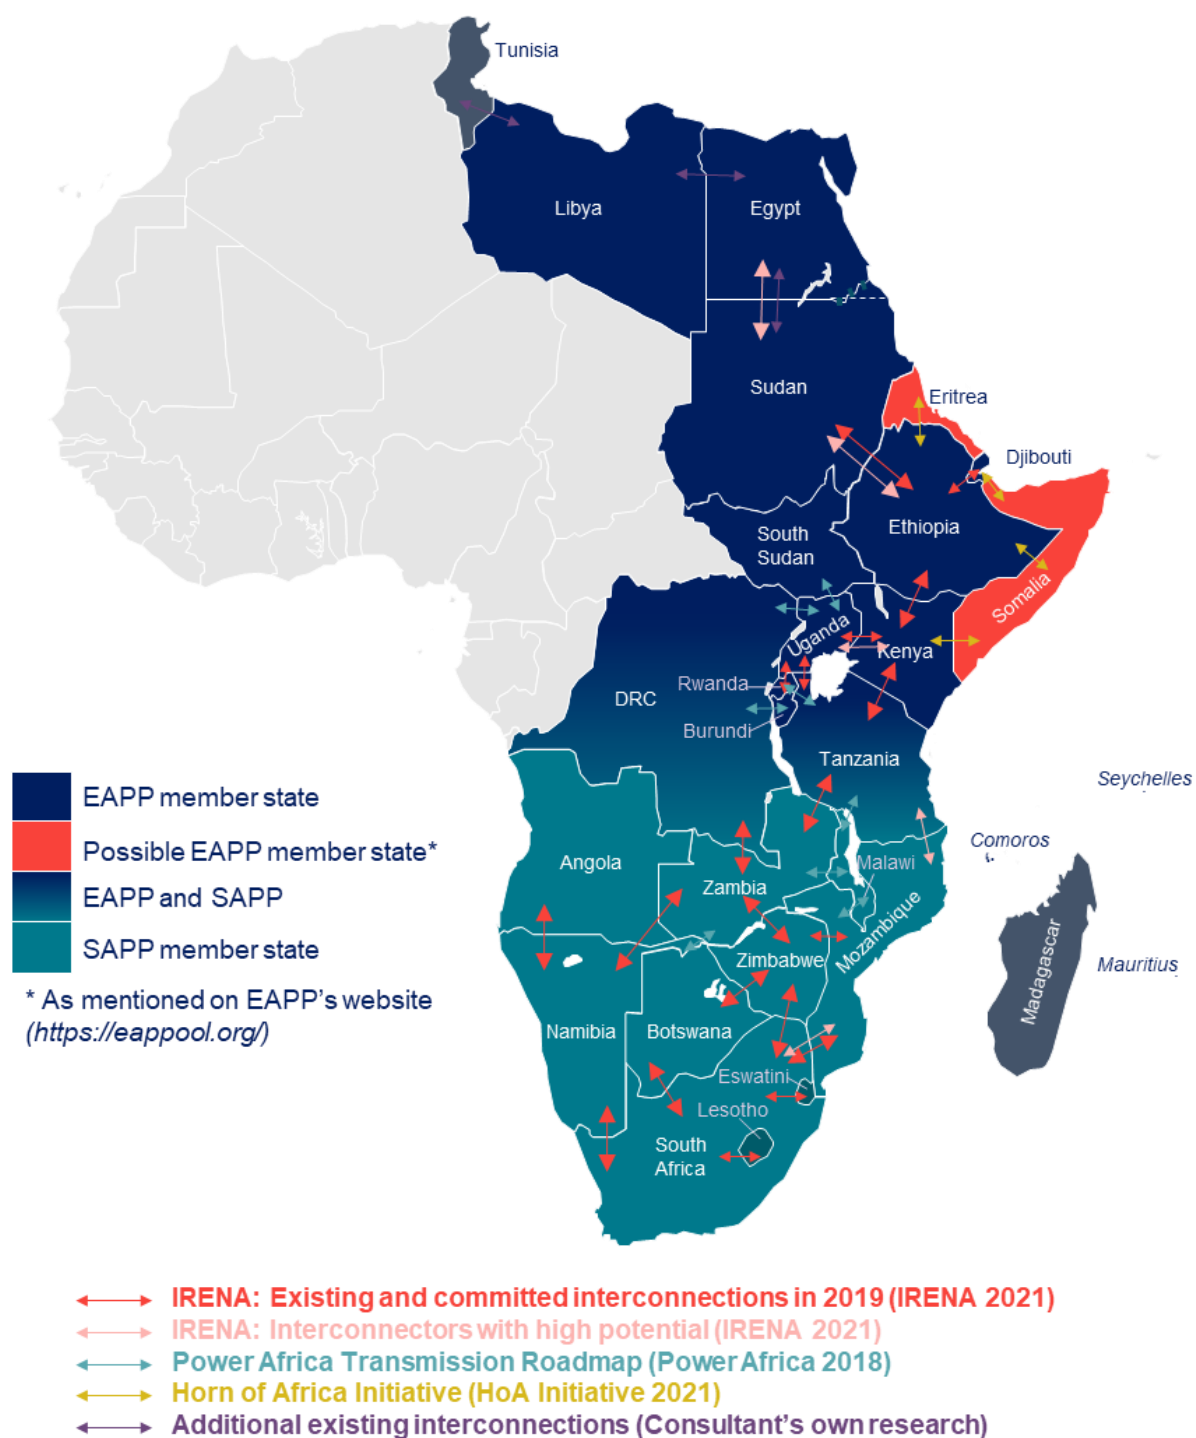 Tunisia
Libya
Egypt
Sudan
Eritrea
Djibouti
Ethiopia
South
Sudan
Somalia
Uganda
Kenya
Rwanda
DRC
Burundi
Tanzania
EAPP member state
Possible EAPP member state*
EAPP and SAPP
SAPP member state
* As mentioned on EAPP's website
(https://eappool.org/)
Seychelles
Comoros
Angola
Malawi
Zambia
Mozambique
Madagascar
Mauritius
Zimbabwe
Namibia
Botswana
Eswatini
Lesotho
South
Africa
IRENA: Existing and committed interconnections in 2019 (IRENA 2021)
IRENA: Interconnectors with high potential (IRENA 2021)
Power Africa Transmission Roadmap (Power Africa 2018)
Horn of Africa Initiative (HoA Initiative 2021)
Additional existing interconnections (Consultant's own research)